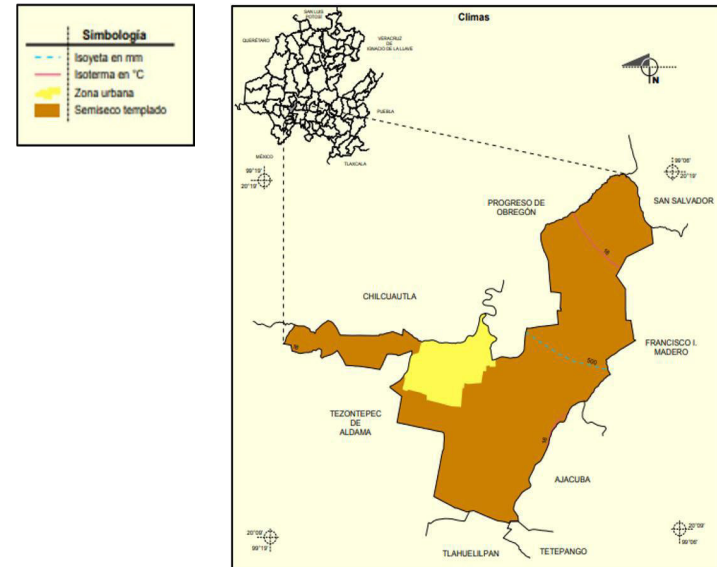 Simbología
Isoyeta en mm
Isoterma en °C
Zona urbana
Semiseco templado
Climas
SAN LUIS
POTOSÍ
QUERÉTARO
VERACRUZ
DE
IGNACIO DE LA LLAVE
PUEBLA
MÉXICO
TLAXCALA
N
99°19'
20°19'
99°06'
20°19'
SAN SALVADOR
PROGRESO DE
OBREGÓN
CHILCUAUTLA
FRANCISCO I.
MADERO
500
TEZONTEPEC
DE
ALDAMA
AJACUBA
20°09'
99°19'
20°09'
99°06'
TLAHUELILPAN
TETEPANGO